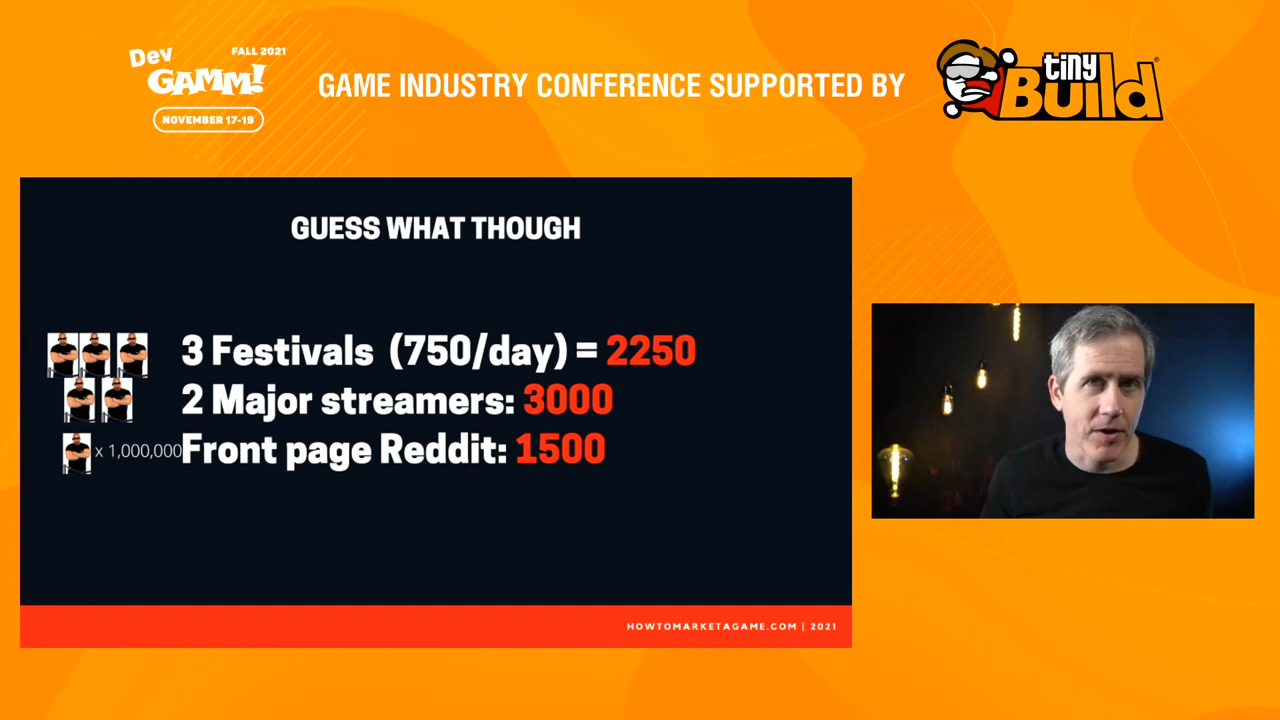 Dev
GAMM!
FALL 2021
NOVEMBER 17-19
GAME INDUSTRY CONFERENCE SUPPORTED BY
tiny
Build
GUESS WHAT THOUGH
3 Festivals (750/day) = 2250
2 Major streamers: 3000
x 1,000,000 Front page Reddit: 1500
HOWTOMARKETAGAME.COM | 2021